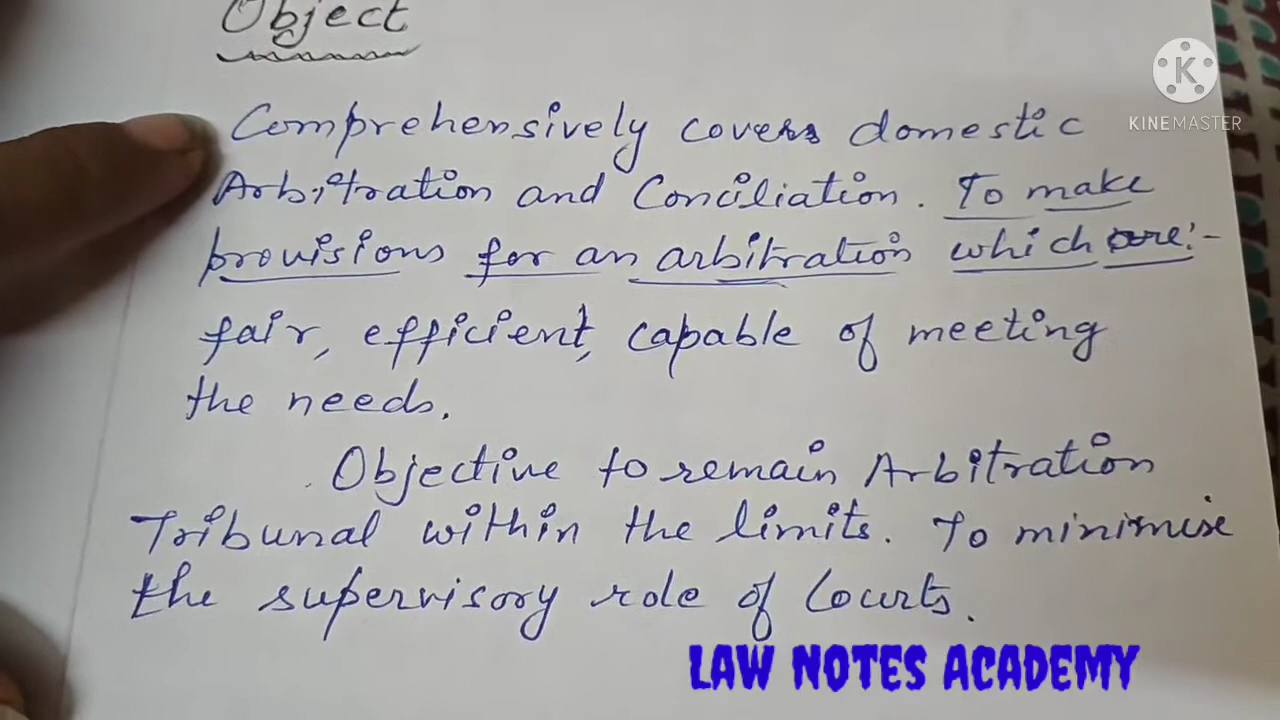 Object
KINEMASTER
Comprehensively covers domestic
Arbitration and Conciliation. To make
provisions for an arbitration which are:-
fair, efficient, capable of meeting
the needs.
Objective to remain Arbitration
Tribunal within the limits. To minimise
the supervisory role of Courts.
LAW NOTES ACADEMY